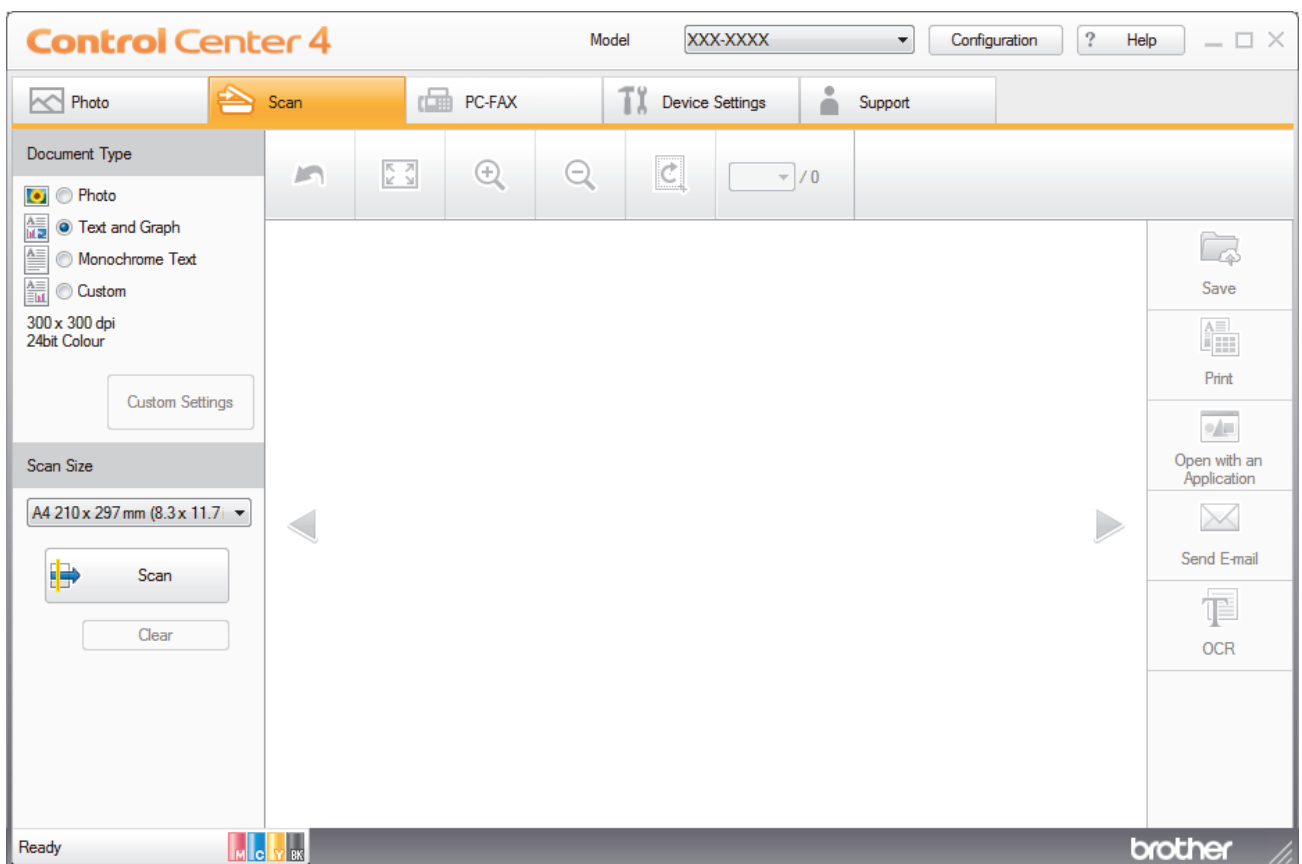 Control Center 4
Model XXX-XXXX Configuration ? Help
Photo Scan PC-FAX Device Settings Support
Document Type
/ 0
Photo
Text and Graph
Monochrome Text
Custom
300 x 300 dpi
24bit Colour
Custom Settings
Scan Size
A4 210 x 297 mm (8.3 x 11.7
Scan
Clear
Save
Print
Open with an
Application
Send E-mail
OCR
Ready M C Y BK brother